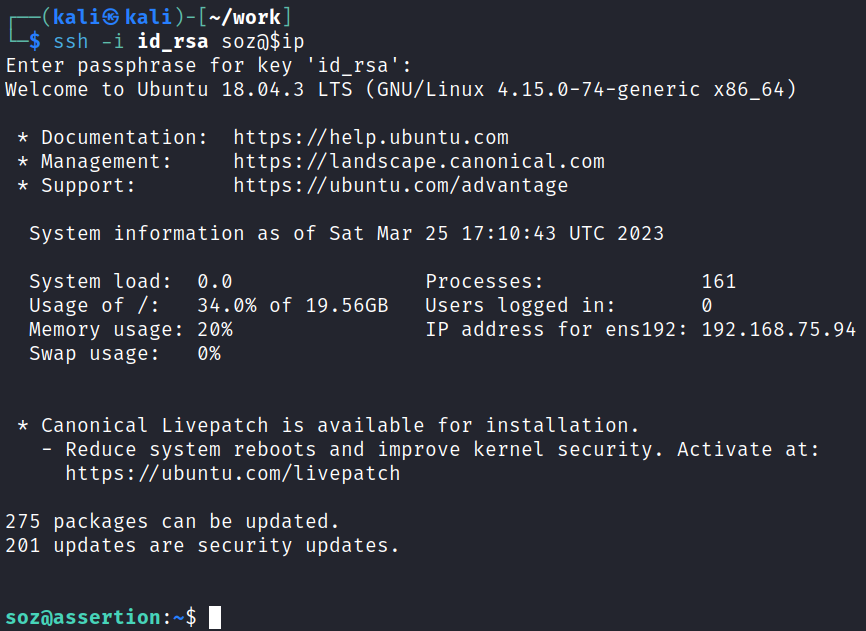 ┌──(kali㉿kali)-[~/work]
└─$ ssh -i id_rsa soz@$ip
Enter passphrase for key 'id_rsa':
Welcome to Ubuntu 18.04.3 LTS (GNU/Linux 4.15.0-74-generic x86_64)

 * Documentation:  https://help.ubuntu.com
 * Management:     https://landscape.canonical.com
 * Support:        https://ubuntu.com/advantage

  System information as of Sat Mar 25 17:10:43 UTC 2023

  System load:  0.0                Processes:             161
  Usage of /:   34.0% of 19.56GB   Users logged in:       0
  Memory usage: 20%                IP address for ens192: 192.168.75.94
  Swap usage:   0%


 * Canonical Livepatch is available for installation.
   - Reduce system reboots and improve kernel security. Activate at:
     https://ubuntu.com/livepatch

275 packages can be updated.
201 updates are security updates.


soz@assertion:~$